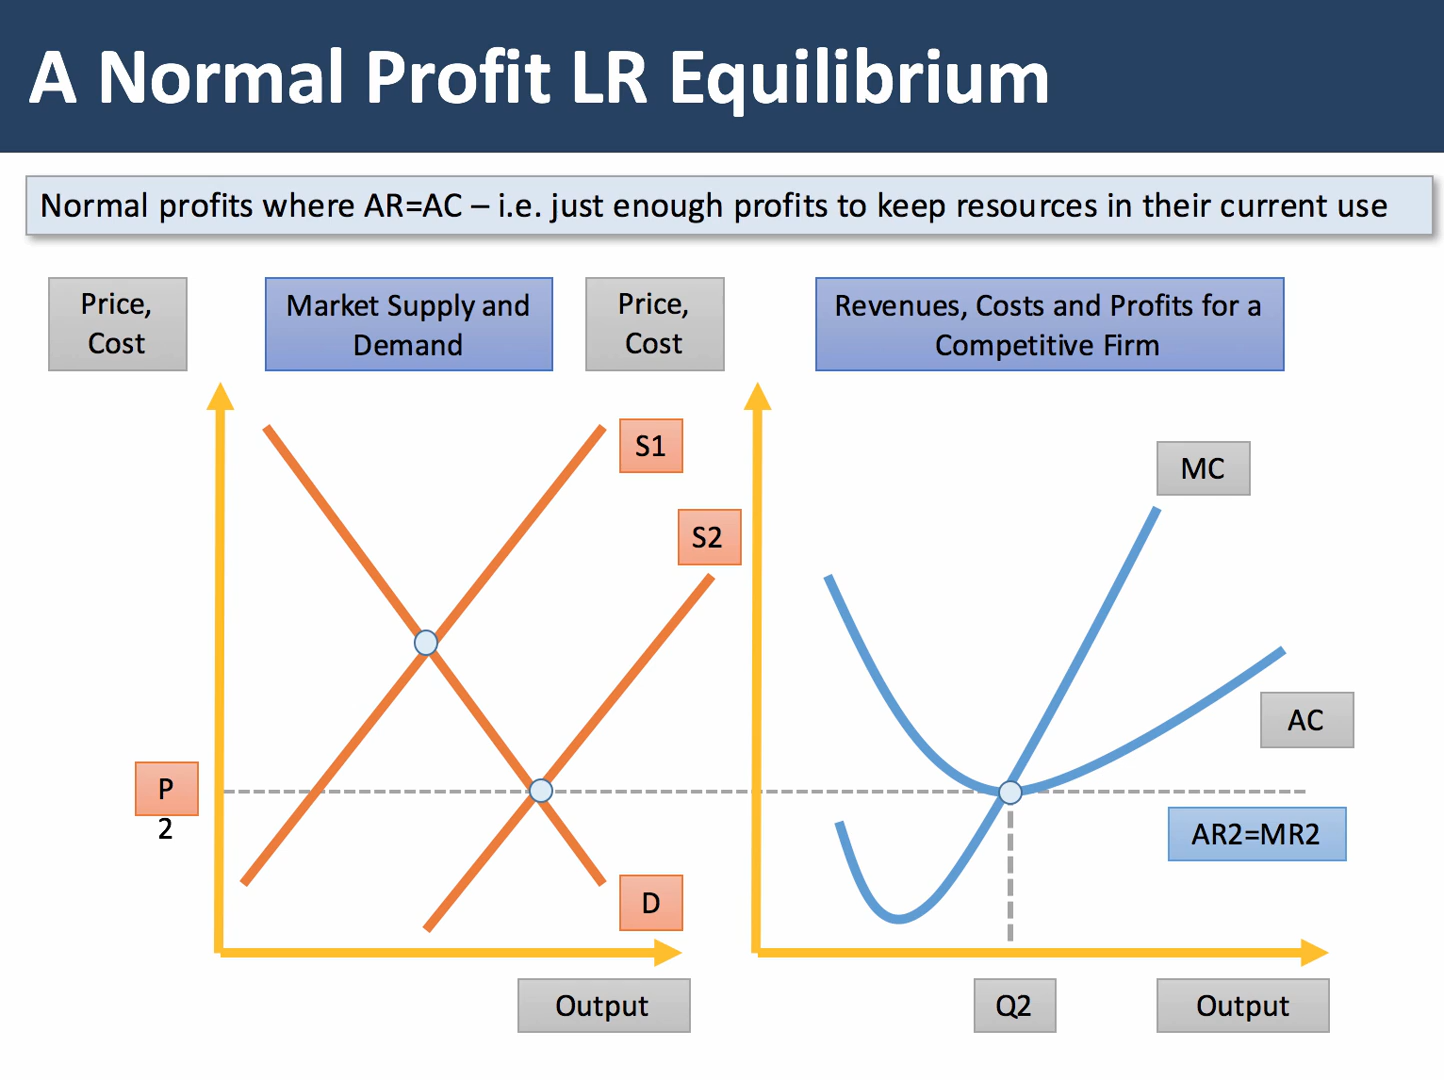 A Normal Profit LR Equilibrium
Normal profits where AR=AC – i.e. just enough profits to keep resources in their current use
Price,
Cost
Market Supply and
Demand
Price,
Cost
Revenues, Costs and Profits for a
Competitive Firm
S1
MC
S2
AC
P
2
AR2=MR2
D
Output
Q2
Output